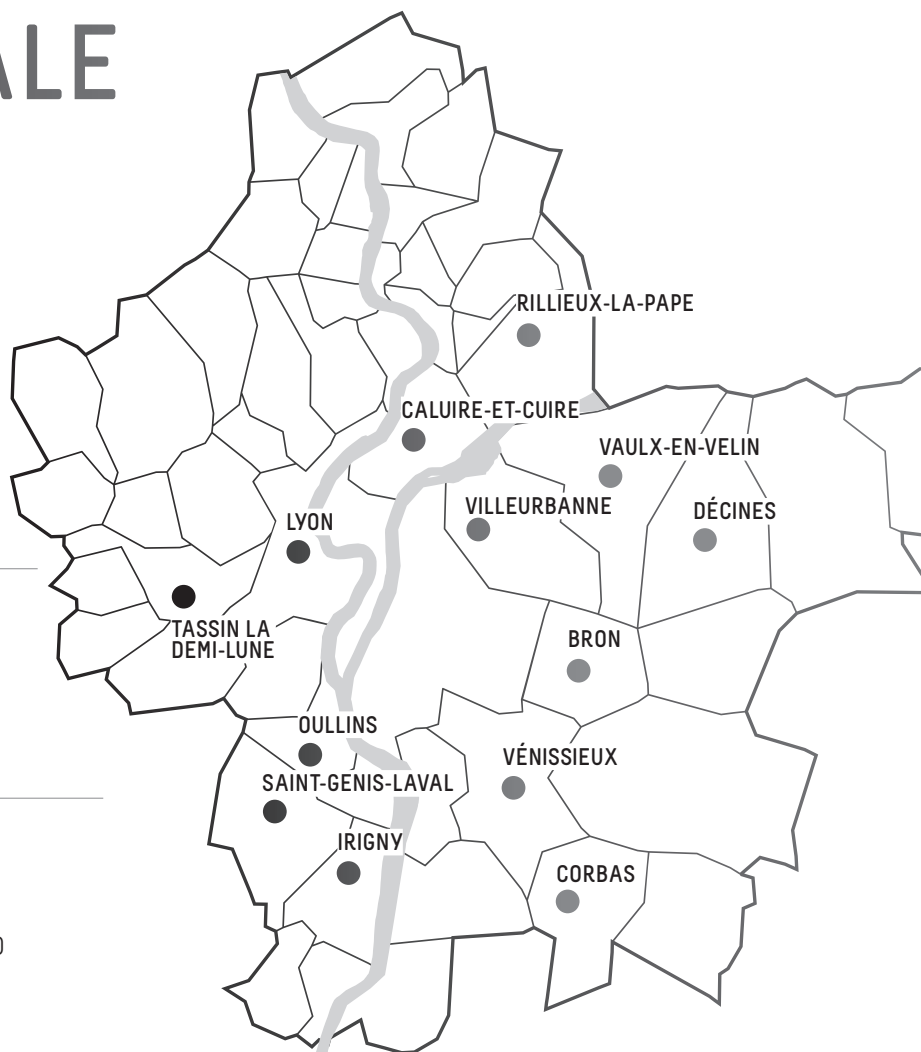 ALE
RILLIEUX-LA-PAPE
CALUIRE-ET-CUIRE
VAULX-EN-VELIN
VILLEURBANNE
DÉCINES
LYON
TASSIN LA
DEMI-LUNE
BRON
OULLINS
VÉNISSIEUX
SAINT-GENIS-LAVAL
IRIGNY
CORBAS